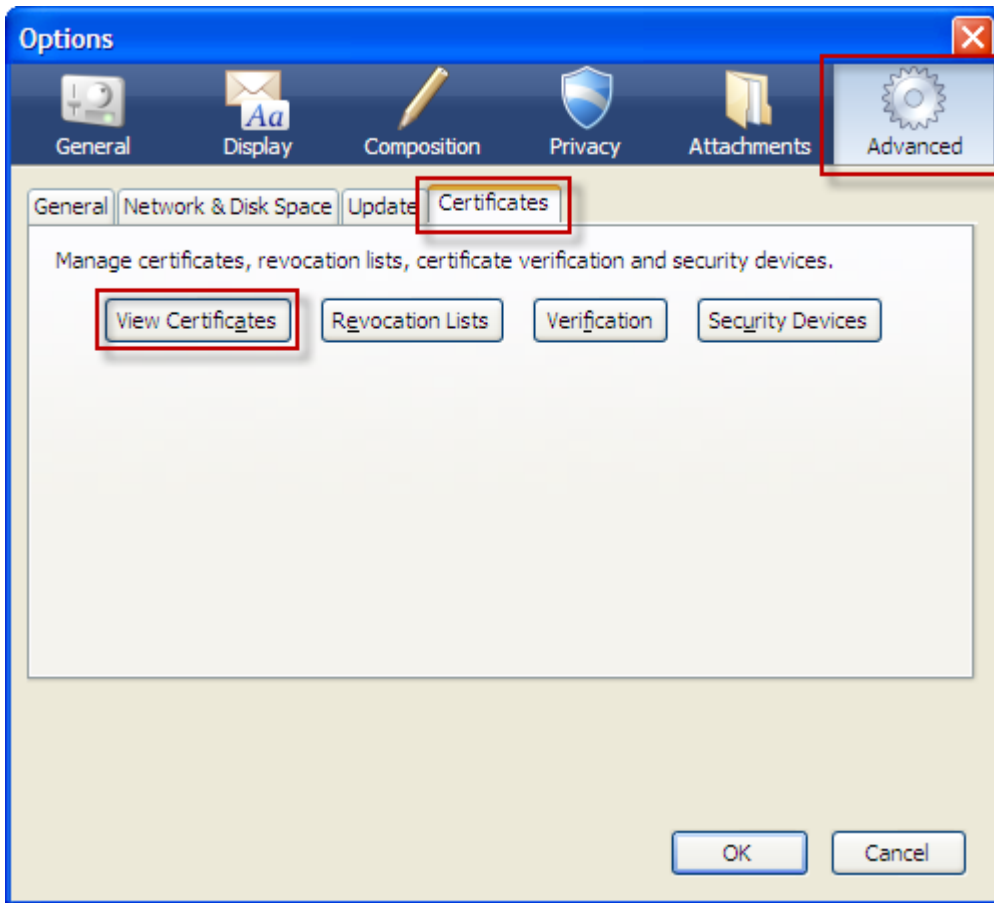 Options
General Display Composition Privacy Attachments Advanced
General Network & Disk Space Update Certificates
Manage certificates, revocation lists, certificate verification and security devices.
View Certificates Revocation Lists Verification Security Devices
OK Cancel